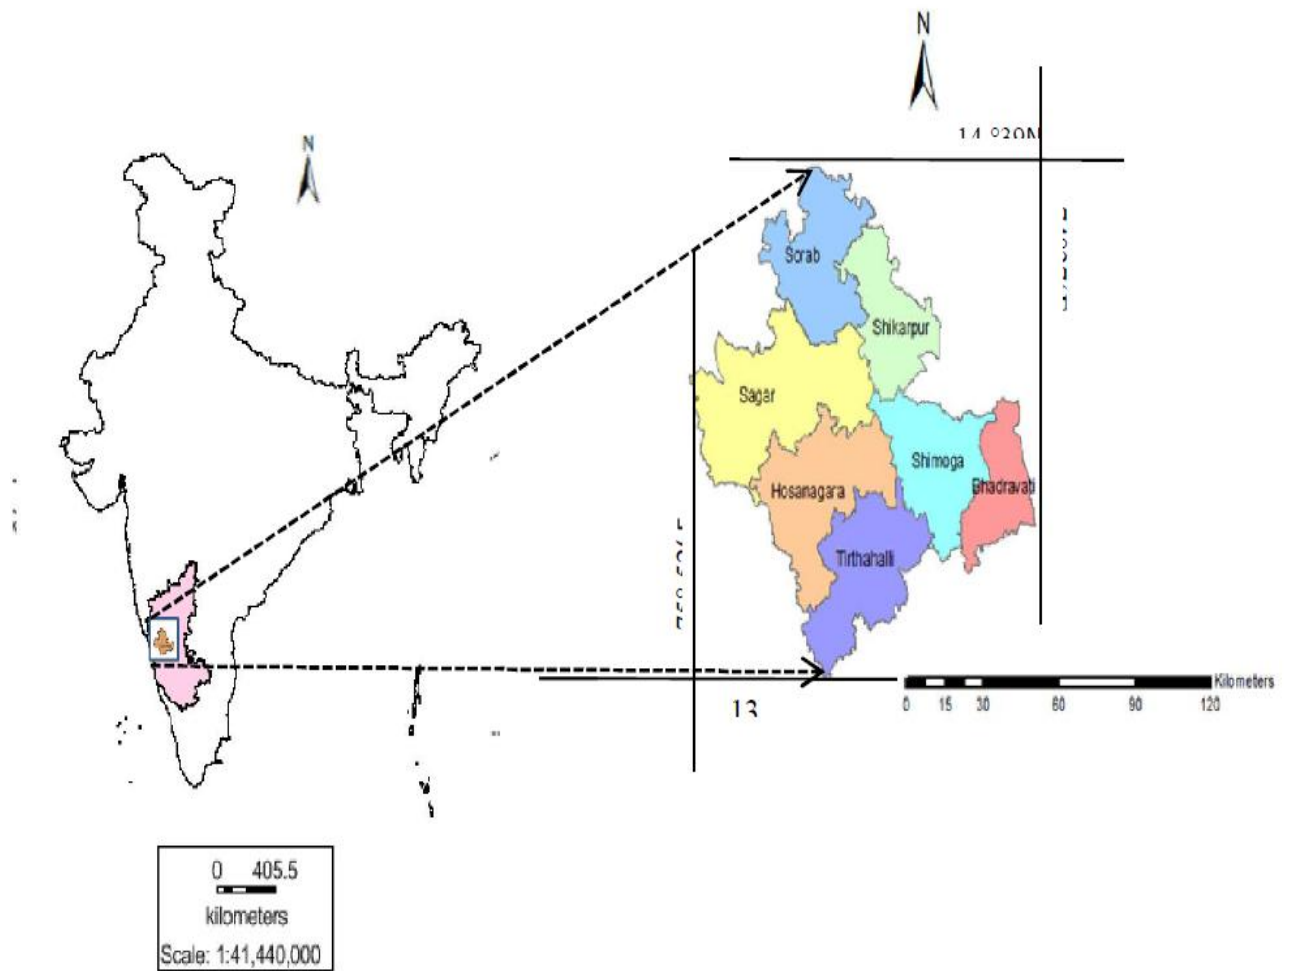 N
N
Sorab
Shikarpur
Sagar
Shimoga
Hosanagara
Bhadravati
Tirthahalli
Kilometers
0 15 30 60 90 120
13
0 405.5
kilometers
Scale: 1:41,440,000